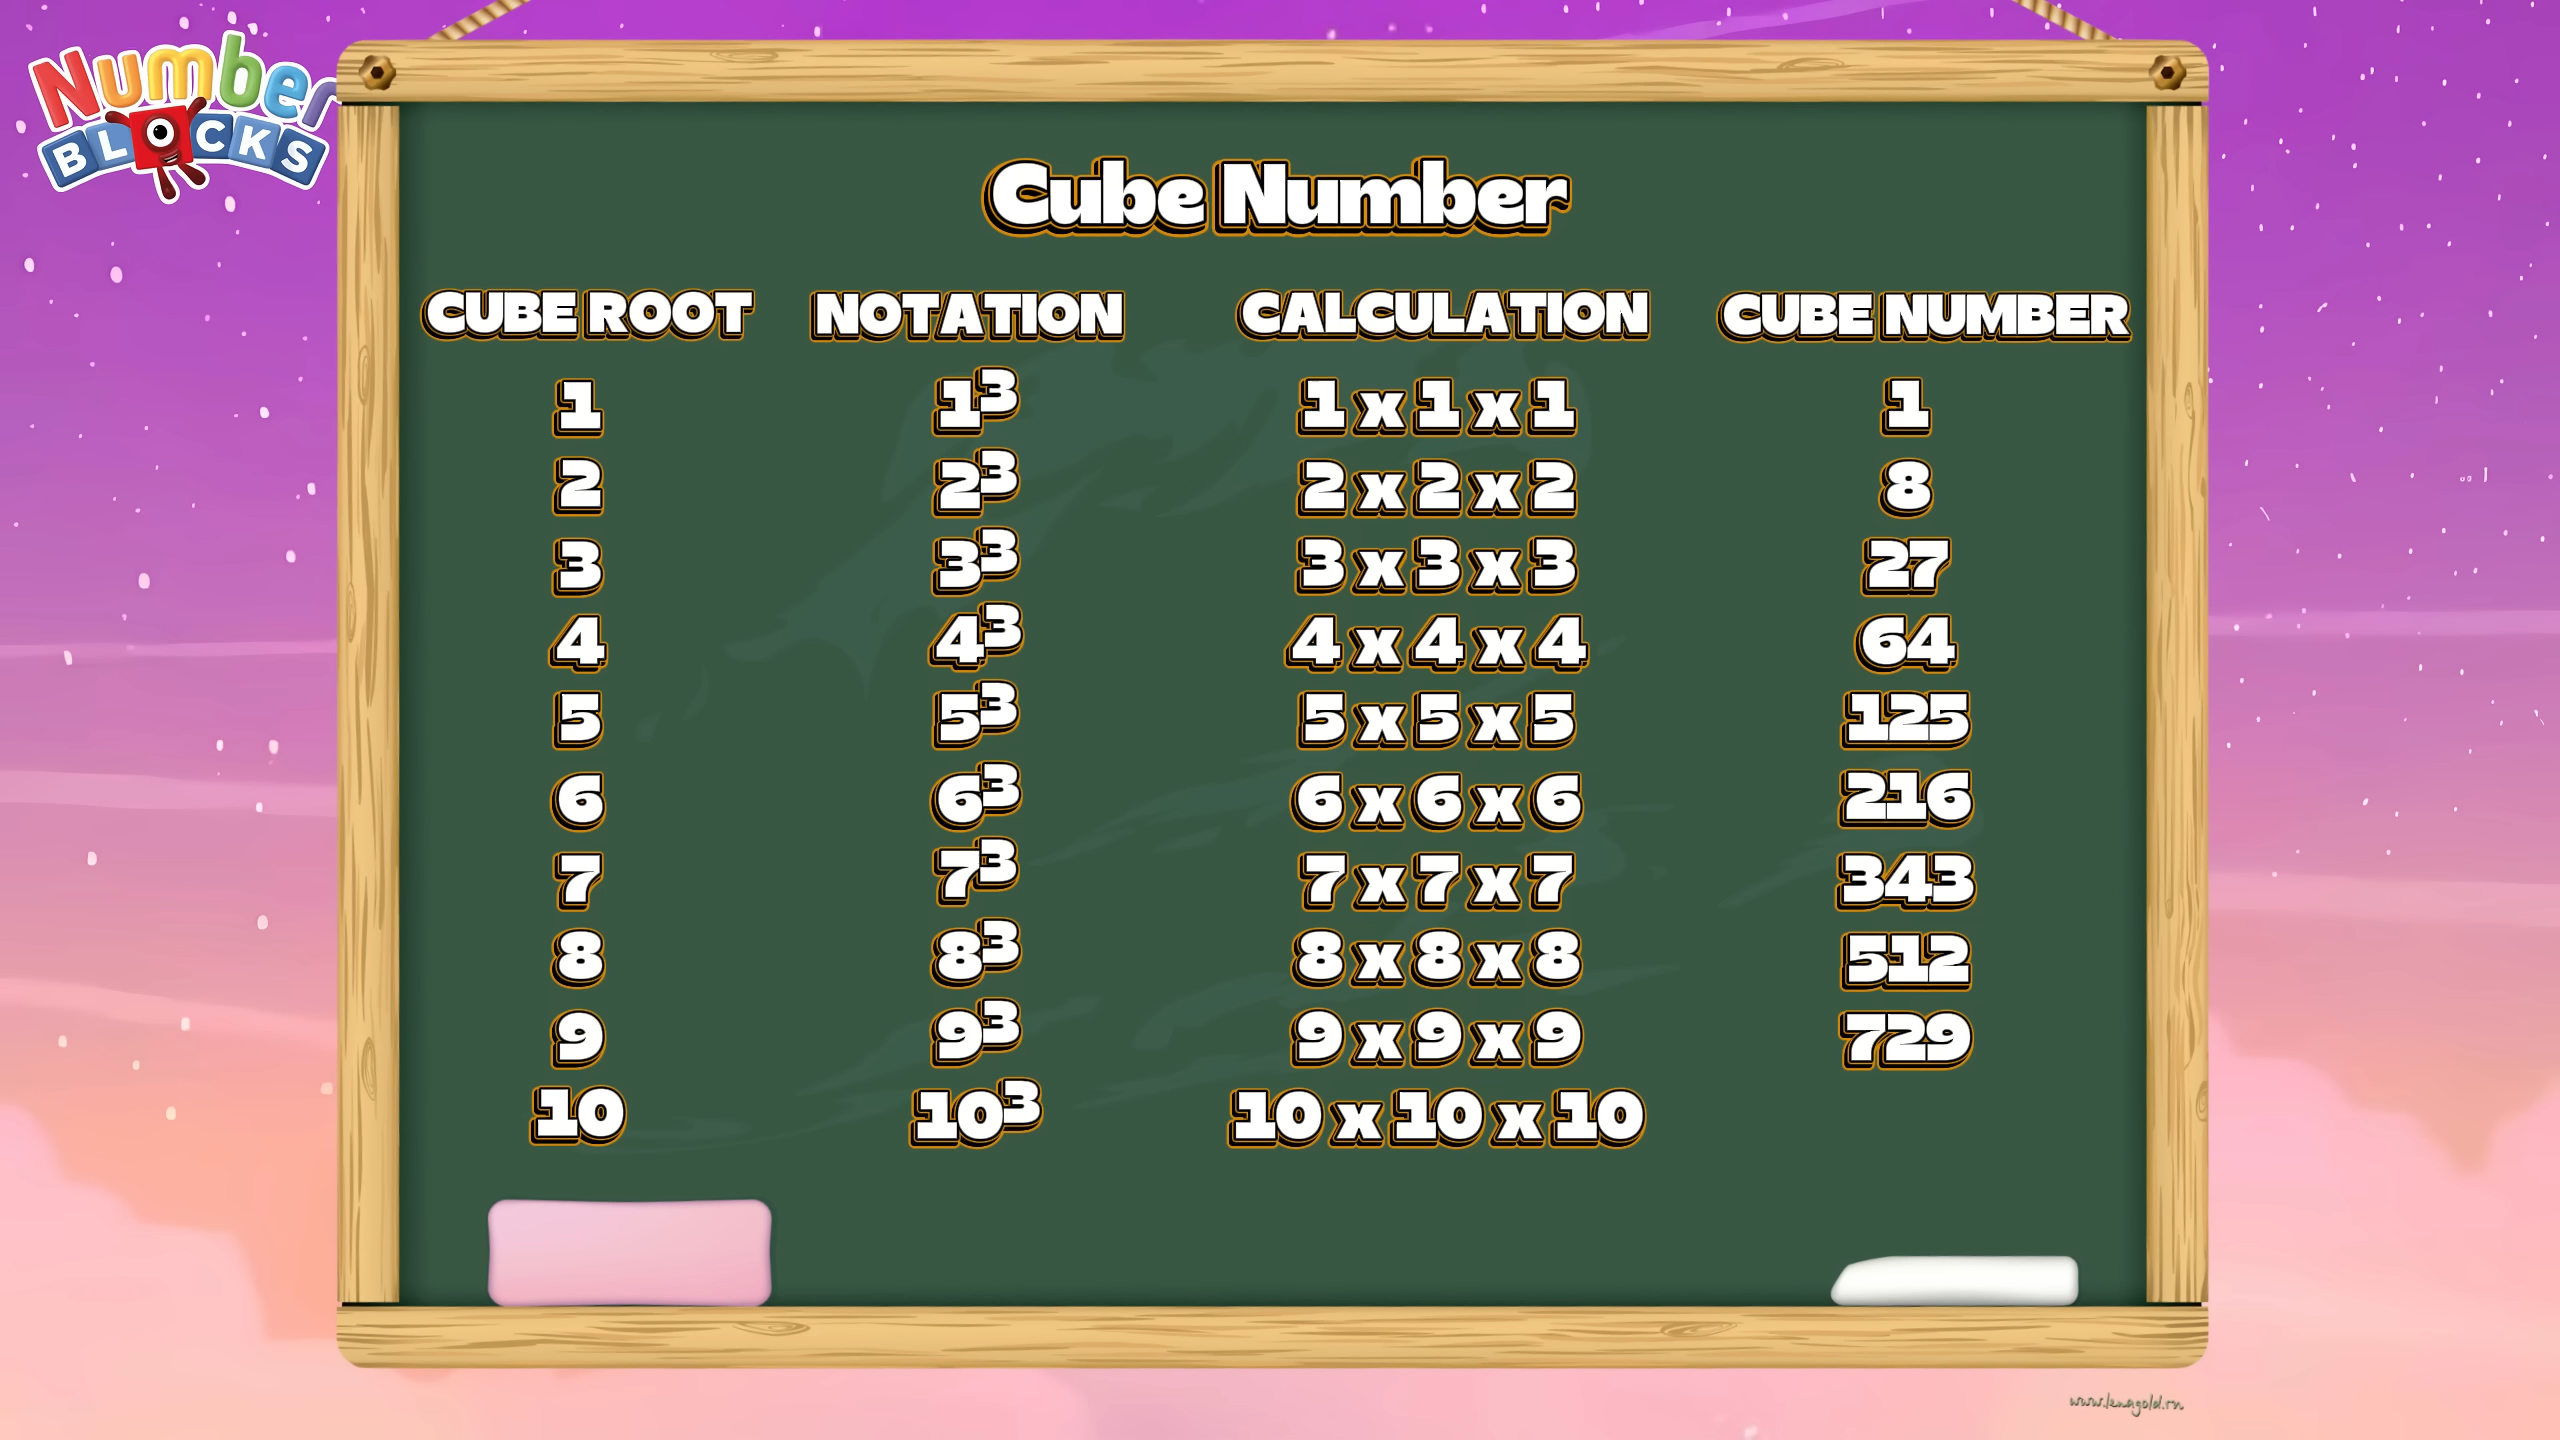 Number
BLOCKS
Cube Number
CUBE ROOT NOTATION CALCULATION CUBE NUMBER
1 1³ 1 x 1 x 1 1
2 2³ 2 x 2 x 2 8
3 3³ 3 x 3 x 3 27
4 4³ 4 x 4 x 4 64
5 5³ 5 x 5 x 5 125
6 6³ 6 x 6 x 6 216
7 7³ 7 x 7 x 7 343
8 8³ 8 x 8 x 8 512
9 9³ 9 x 9 x 9 729
10 10³ 10 x 10 x 10